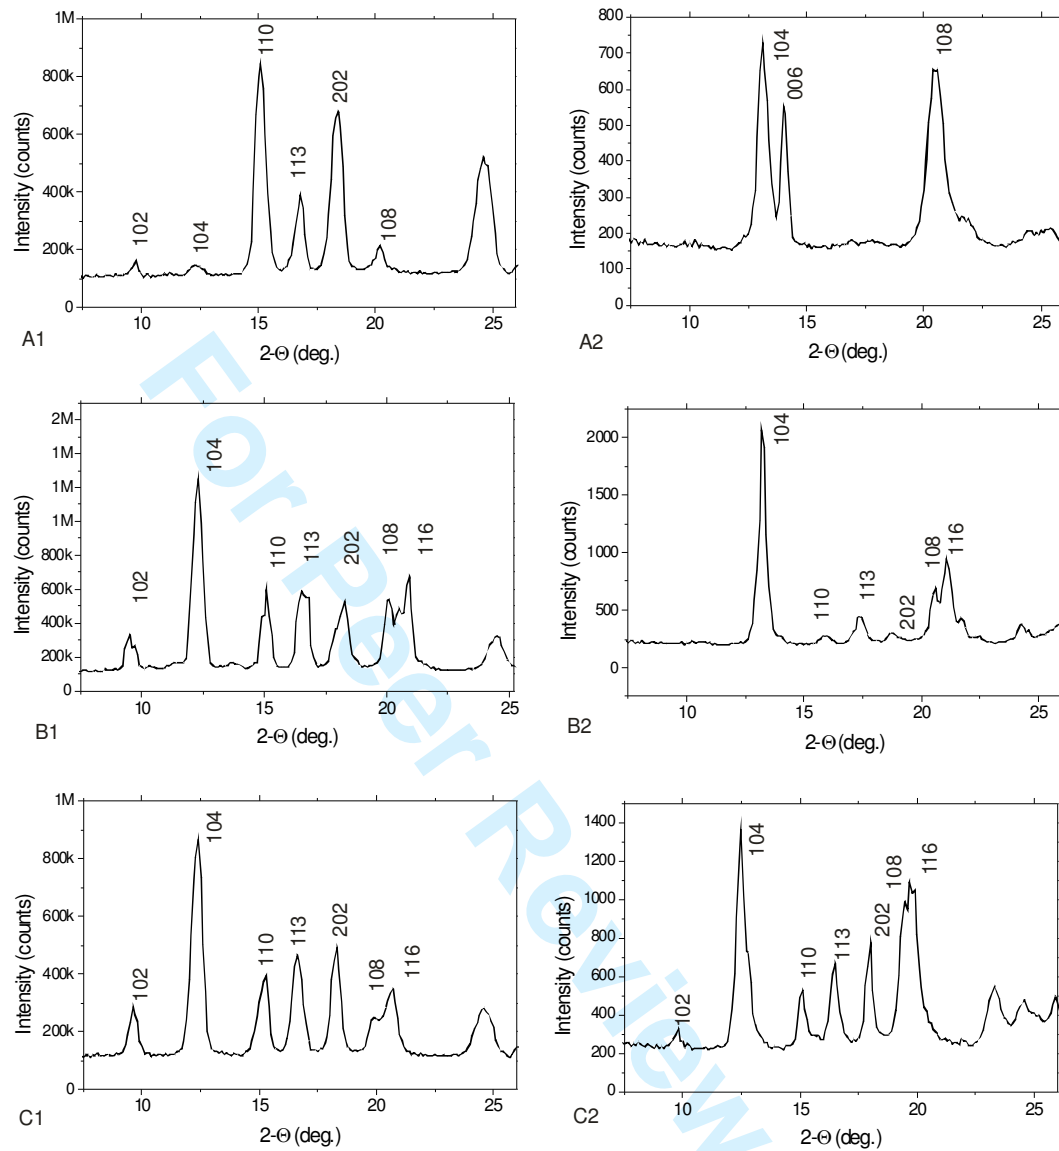 1M
800k
600k
400k
200k
0
Intensity (counts)
102
104
110
113
202
108
10
15
20
25
2-Θ (deg.)
A1
800
700
600
500
400
300
200
100
0
Intensity (counts)
104
006
108
10
15
20
25
2-Θ (deg.)
A2
2M
1M
1M
1M
800k
600k
400k
200k
0
Intensity (counts)
102
104
110
113
202
108
116
10
15
20
25
2-Θ (deg.)
B1
2000
1500
1000
500
0
Intensity (counts)
104
110
113
202
108
116
10
15
20
25
2-Θ (deg.)
B2
1M
800k
600k
400k
200k
0
Intensity (counts)
102
104
110
113
202
108
116
10
15
20
25
2-Θ (deg.)
C1
1400
1200
1000
800
600
400
200
0
Intensity (counts)
102
104
110
113
202
108
116
10
15
20
25
2-Θ (deg.)
C2
For Peer Review